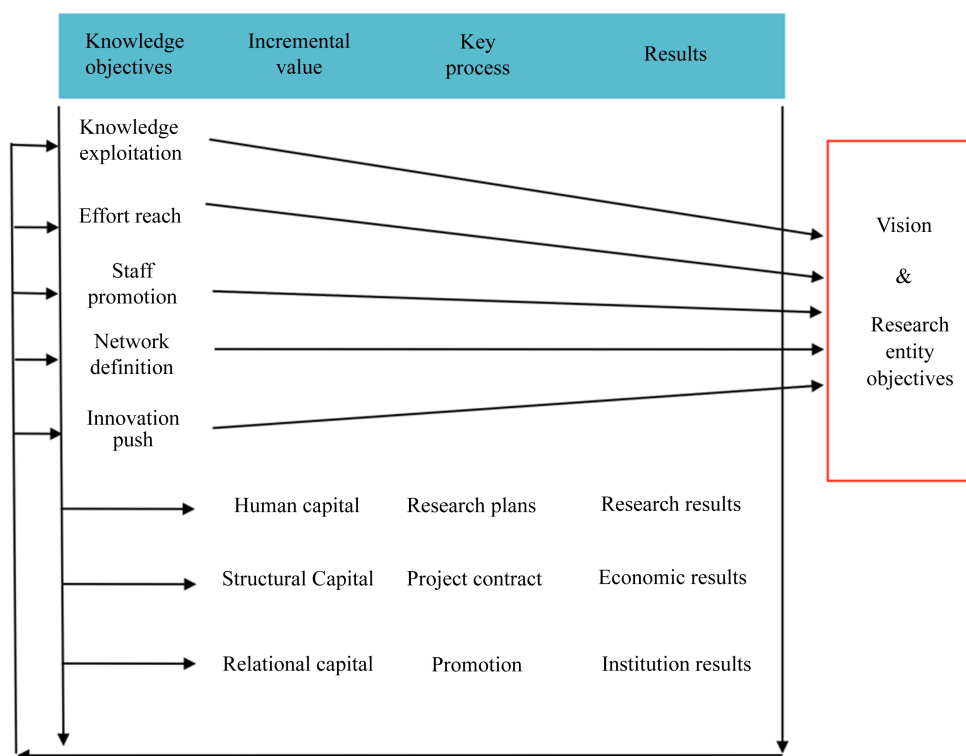 Knowledge
objectives
Incremental
value
Key
process
Results
Knowledge
exploitation
Effort reach
Staff
promotion
Network
definition
Innovation
push
Vision
&
Research
entity
objectives
Human capital
Research plans
Research results
Structural Capital
Project contract
Economic results
Relational capital
Promotion
Institution results